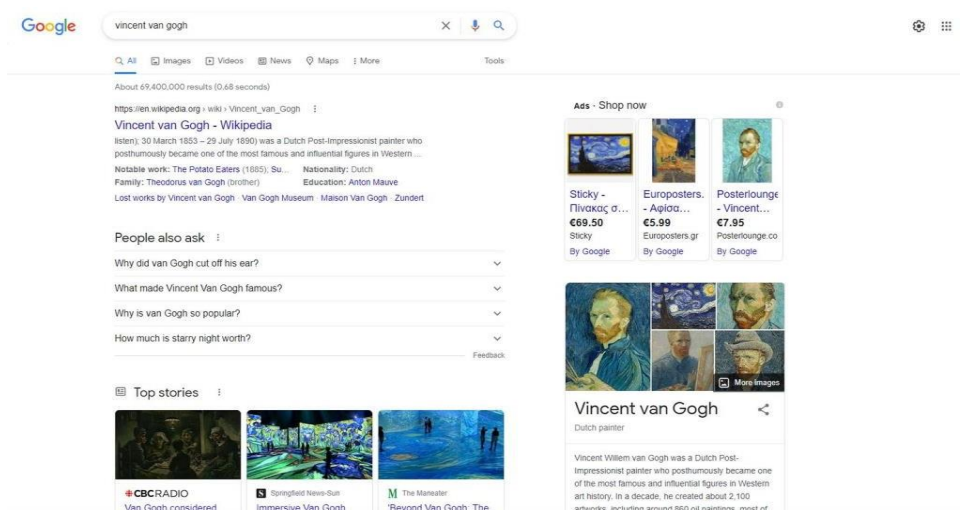 Google
vincent van gogh
All Images Videos News Maps More Tools
About 69,400,000 results (0.68 seconds)
https://en.wikipedia.org › wiki › Vincent_van_Gogh
Vincent van Gogh - Wikipedia
listen); 30 March 1853 – 29 July 1890) was a Dutch Post-Impressionist painter who
posthumously became one of the most famous and influential figures in Western ...
Notable work: The Potato Eaters (1885); Su... Nationality: Dutch
Family: Theodorus van Gogh (brother) Education: Anton Mauve
Lost works by Vincent van Gogh · Van Gogh Museum · Maison Van Gogh · Zundert
People also ask
Why did van Gogh cut off his ear?
What made Vincent Van Gogh famous?
Why is van Gogh so popular?
How much is starry night worth?
Feedback
Top stories
CBC RADIO
Van Gogh considered
Springfield News-Sun
Immersive Van Gogh
M The Maneater
'Beyond Van Gogh: The
Ads · Shop now
Sticky -
Πίνακας σ...
€69.50
Sticky
By Google
Europosters.
- Αφίσα...
€5.99
Europosters.gr
By Google
Posterlounge
- Vincent...
€7.95
Posterlounge.co
By Google
More images
Vincent van Gogh
Dutch painter
Vincent Willem van Gogh was a Dutch Post-
Impressionist painter who posthumously became one
of the most famous and influential figures in Western
art history. In a decade, he created about 2,100
artworks, including around 860 oil paintings, most of